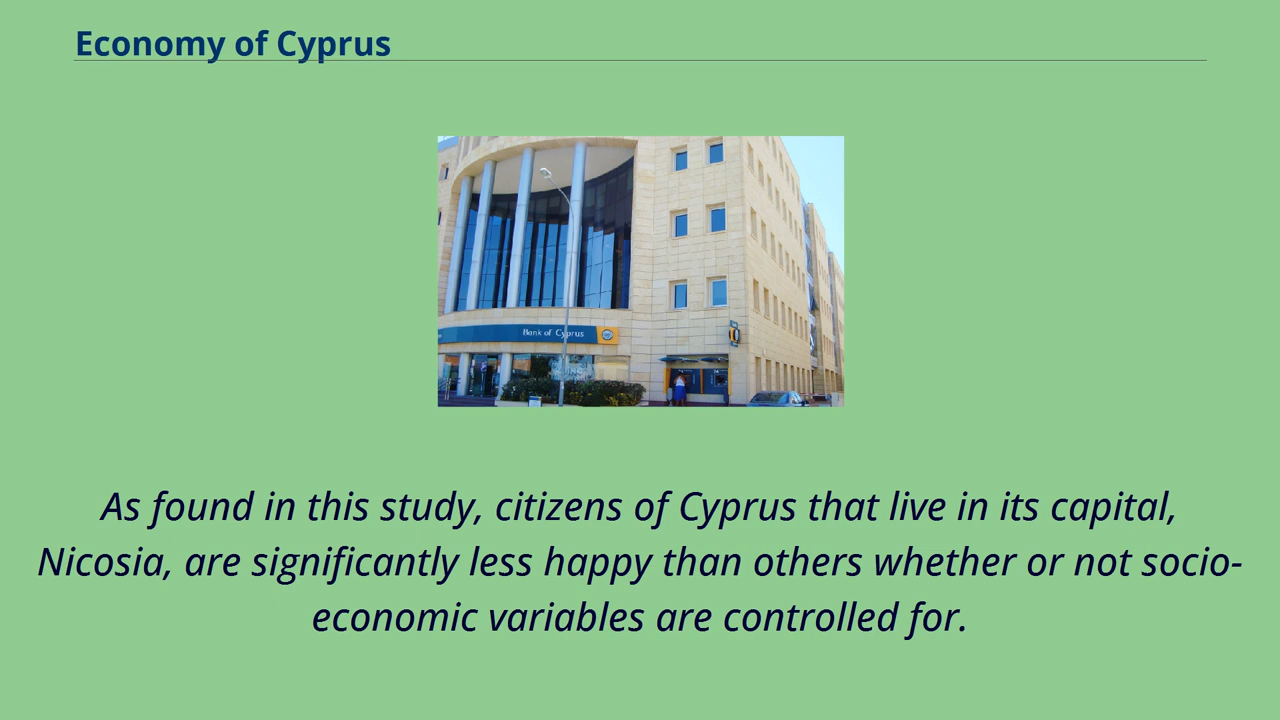 Economy of Cyprus
Bank of Cyprus
As found in this study, citizens of Cyprus that live in its capital,
Nicosia, are significantly less happy than others whether or not socio-
economic variables are controlled for.